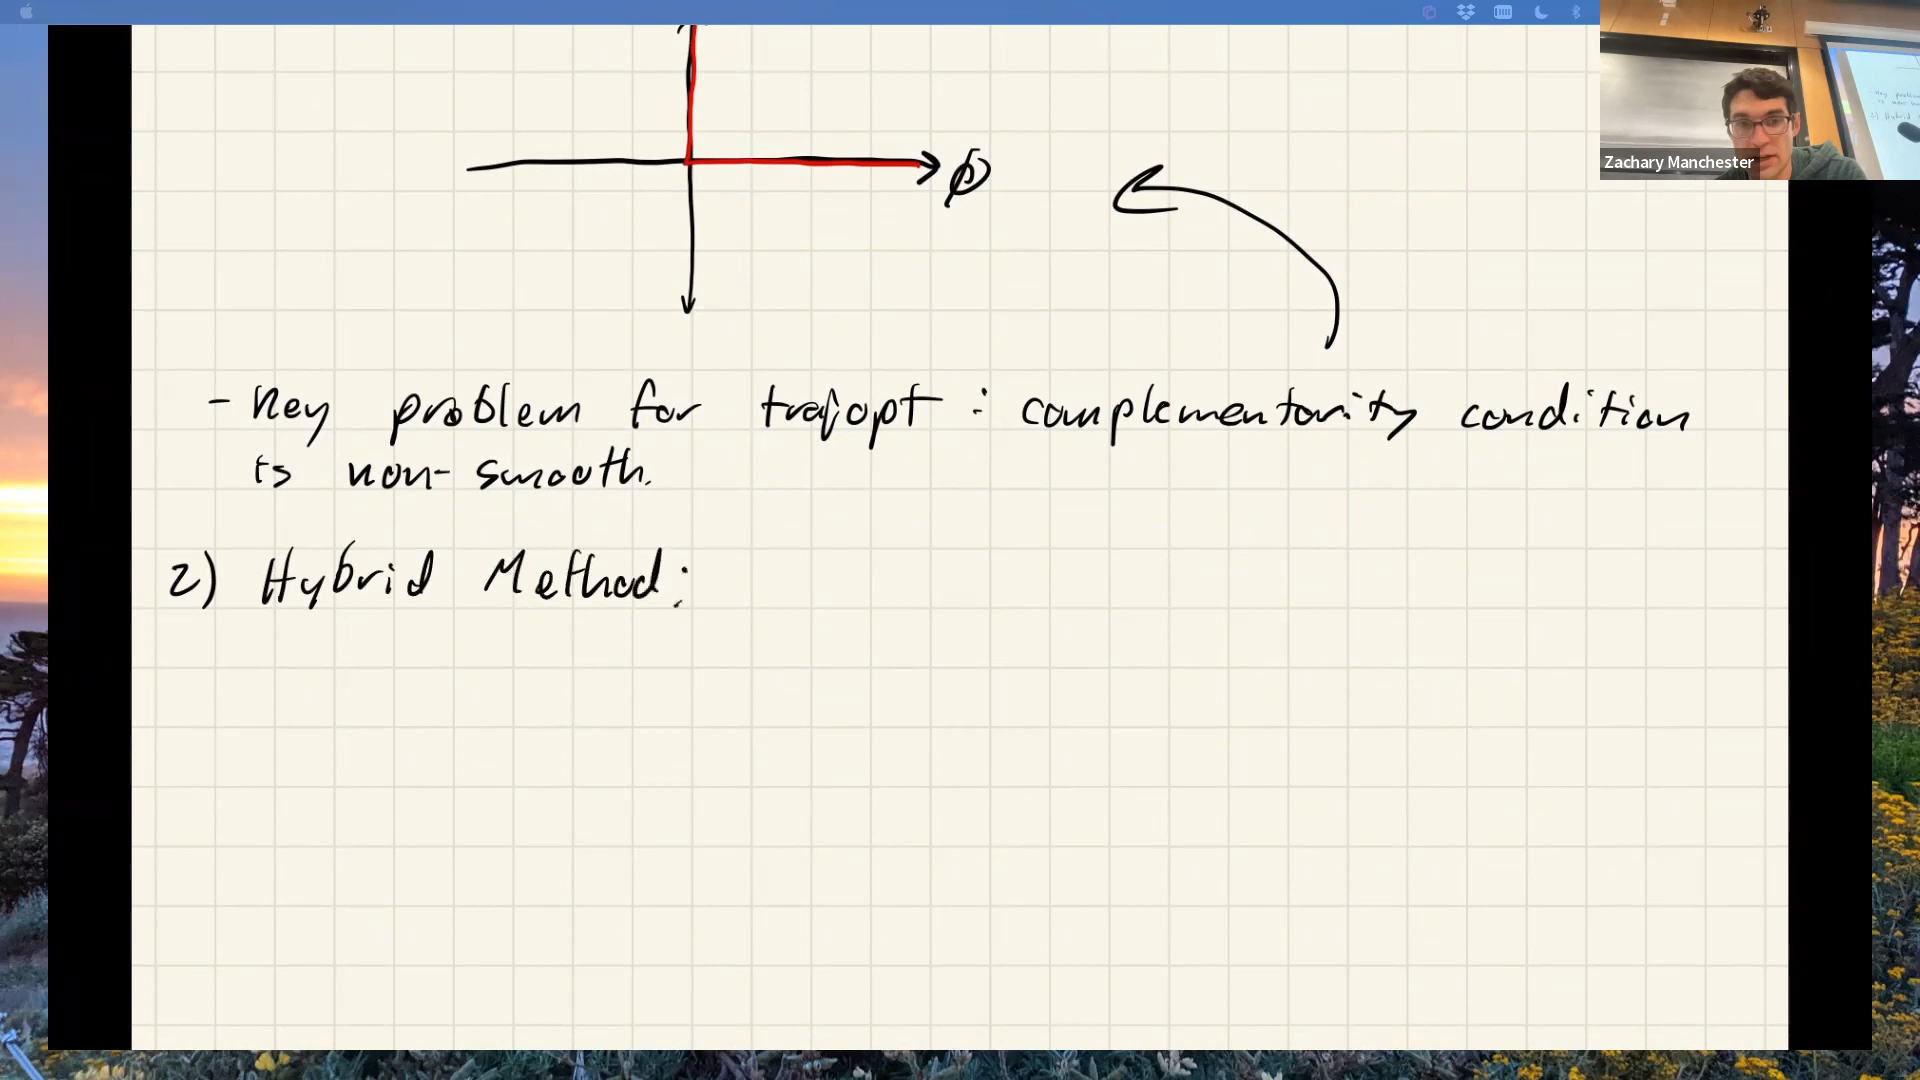 Zachary Manchester
ϕ
- Key problem for trajopt : complementarity condition
is non-smooth.
2) Hybrid Method: